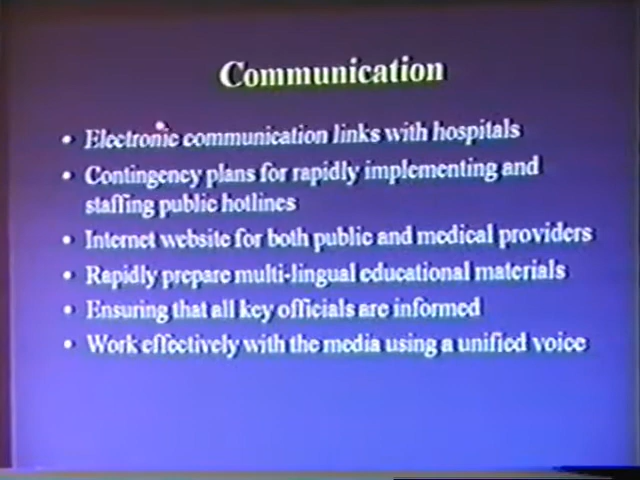 Communication
• Electronic communication links with hospitals
• Contingency plans for rapidly implementing and
staffing public hotlines
• Internet website for both public and medical providers
• Rapidly prepare multi-lingual educational materials
• Ensuring that all key officials are informed
• Work effectively with the media using a unified voice